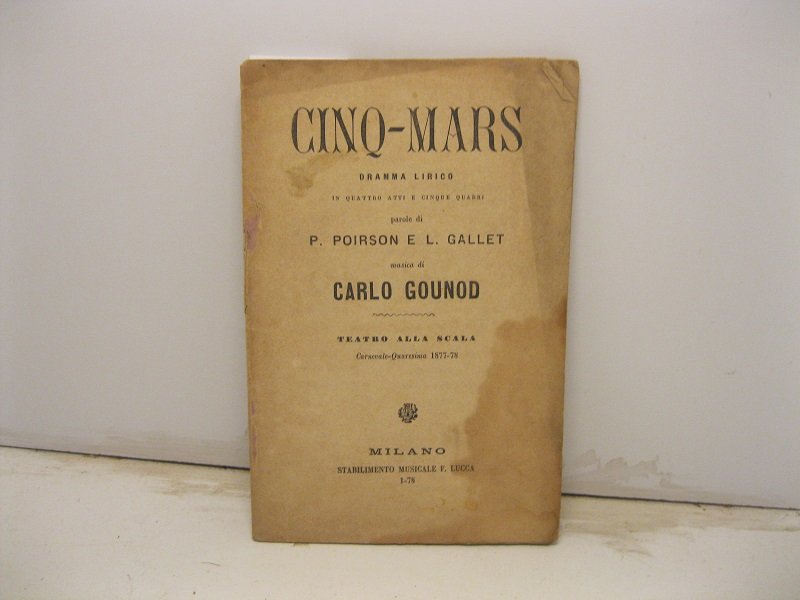 CINQ-MARS
DRAMMA LIRICO
IN QUATTRO ATTI E CINQUE QUADRI
parole di
P. POIRSON E L. GALLET
musica di
CARLO GOUNOD
TEATRO ALLA SCALA
Carnevale-Quaresima 1877-78
MILANO
STABILIMENTO MUSICALE F. LUCCA
1-78